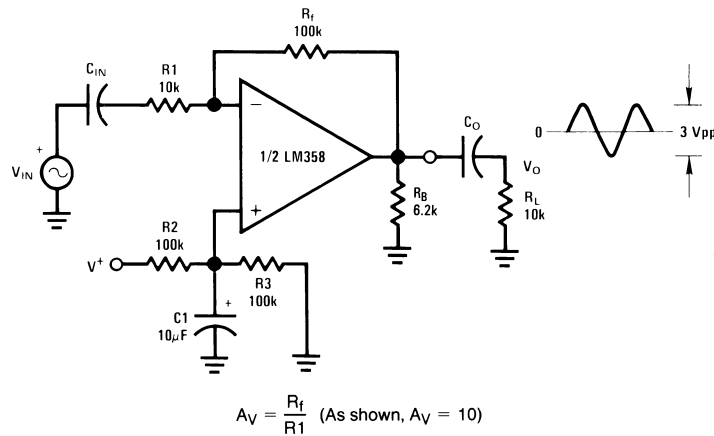 Rf
100k
CIN
R1
10k
−
+
VIN
1/2 LM358
+
CO
0
VO
3 Vpp
RB
6.2k
RL
10k
R2
100k
V+
R3
100k
+
C1
10μF
AV = Rf/R1 (As shown, AV = 10)